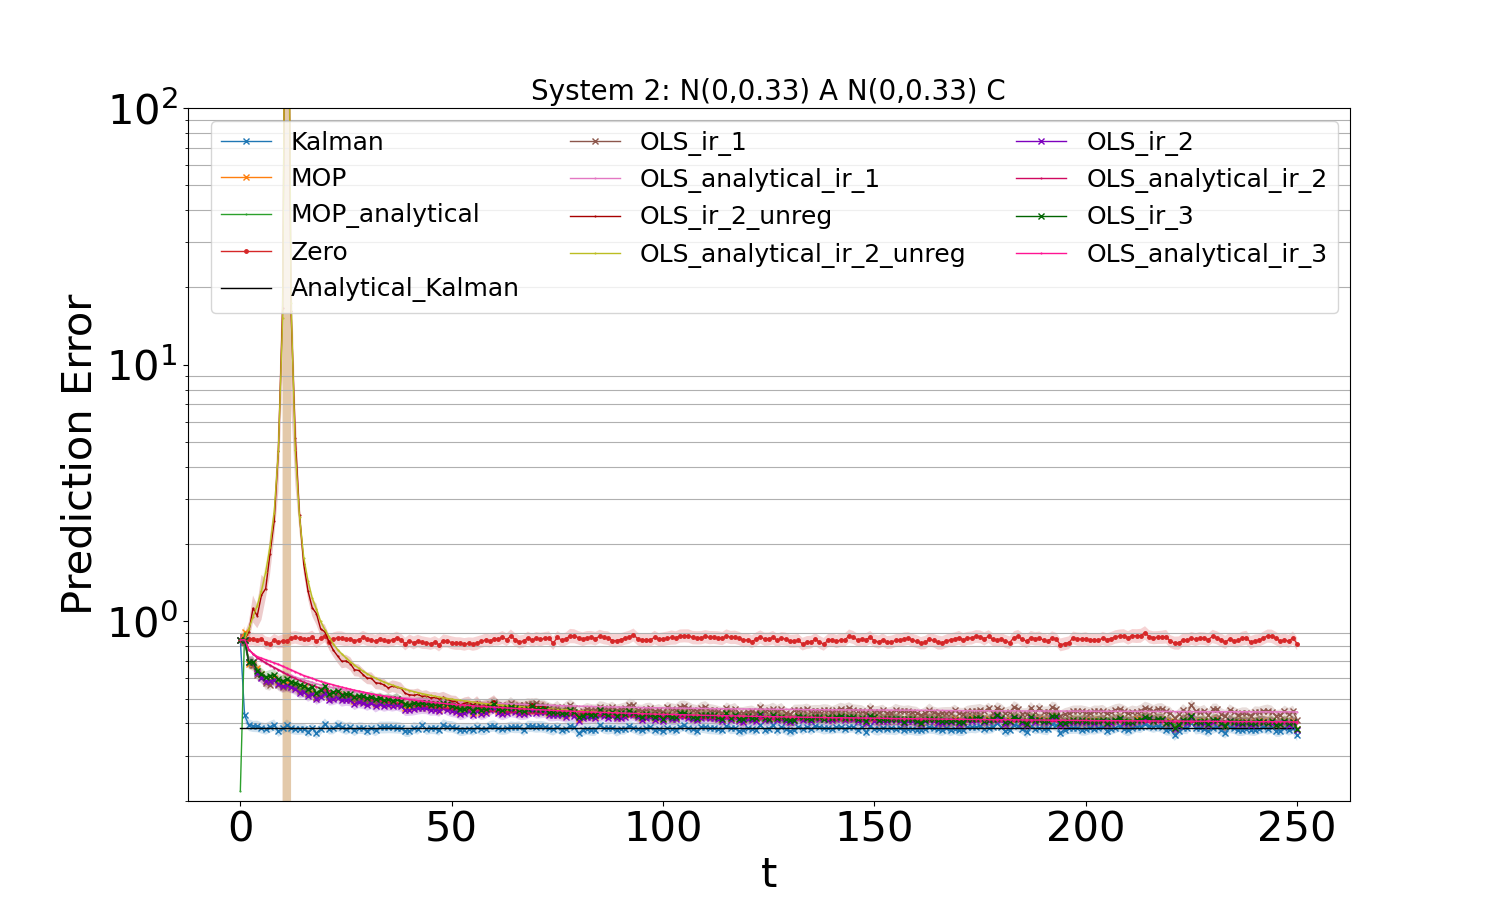 System 2: N(0,0.33) A N(0,0.33) C
10²
10¹
10⁰
Prediction Error
Kalman
MOP
MOP_analytical
Zero
Analytical_Kalman
OLS_ir_1
OLS_analytical_ir_1
OLS_ir_2_unreg
OLS_analytical_ir_2_unreg
OLS_ir_2
OLS_analytical_ir_2
OLS_ir_3
OLS_analytical_ir_3
0 50 100 150 200 250
t